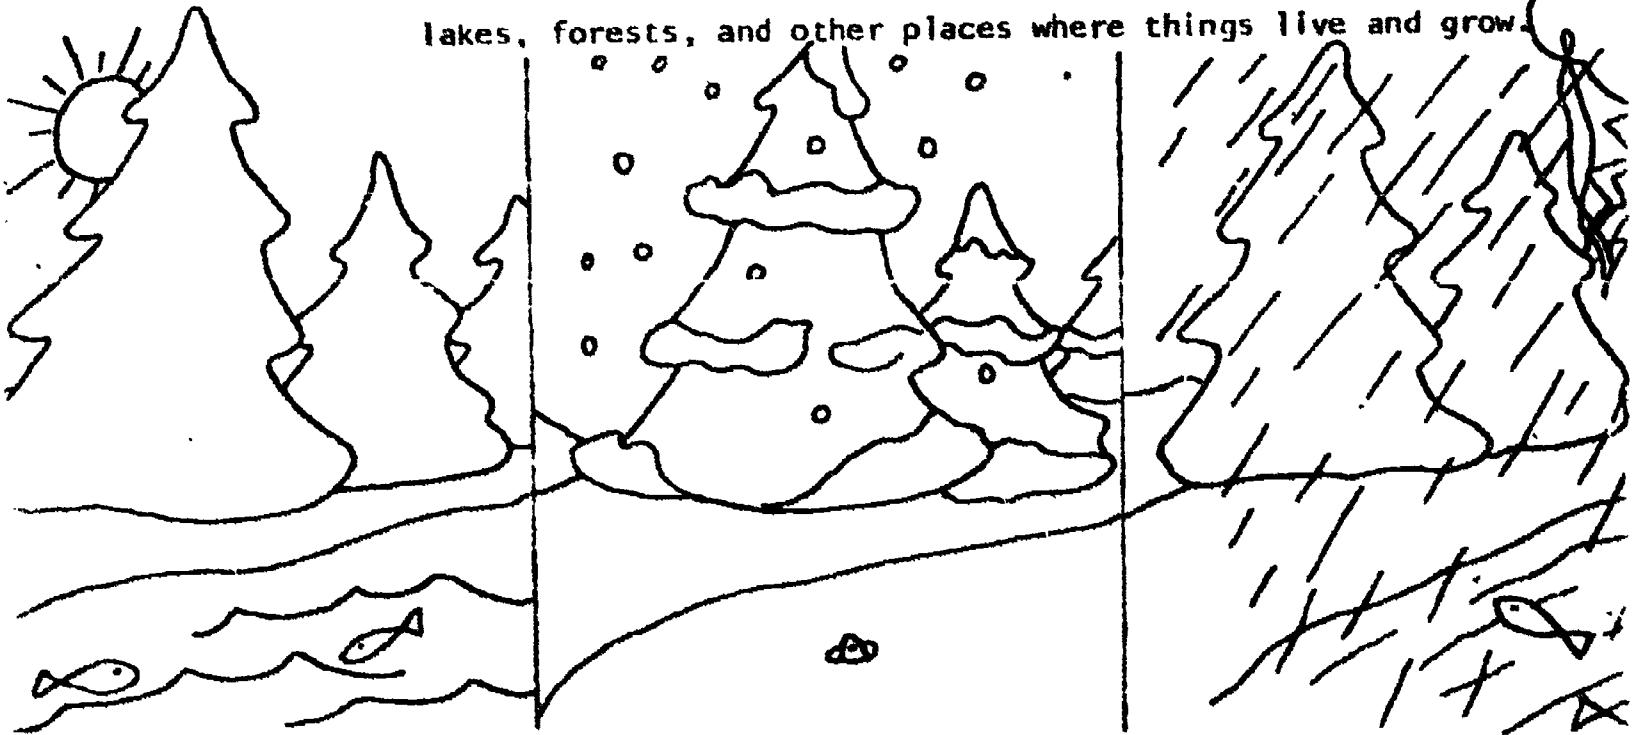 lakes, forests, and other places where things live and grow.